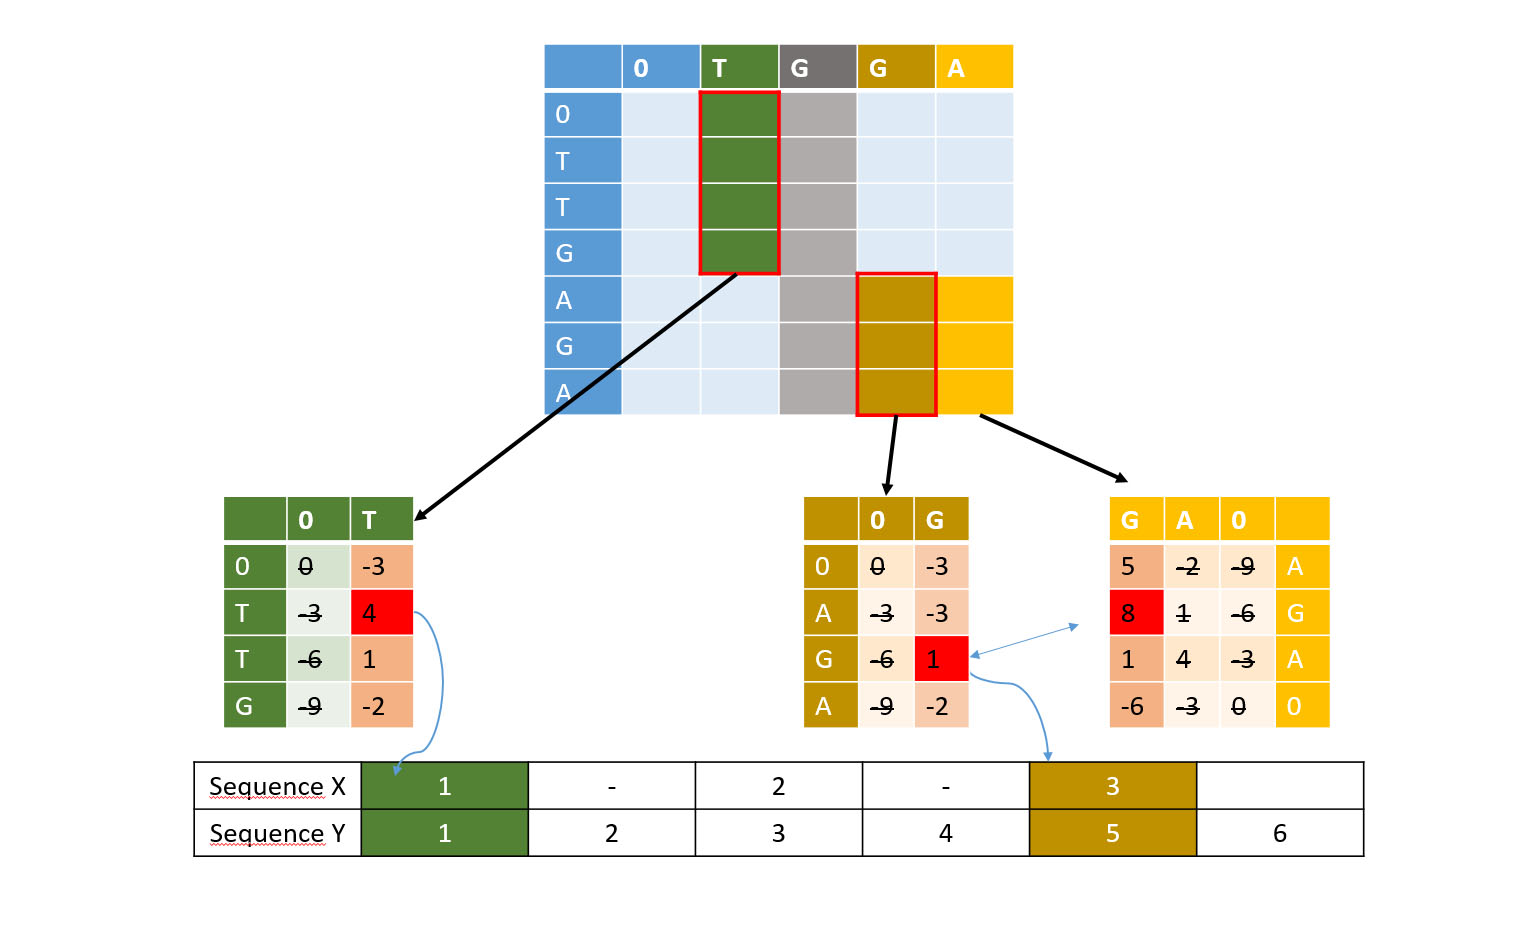 0 T G G A
0
T
T
G
A
G
A
0 T
0 0 -3
T -3 4
T -6 1
G -9 -2
0 G
0 0 -3
A -3 -3
G -6 1
A -9 -2
G A 0
5 -2 -9 A
8 1 -6 G
1 4 -3 A
-6 -3 0 0
Sequence X 1 - 2 - 3
Sequence Y 1 2 3 4 5 6